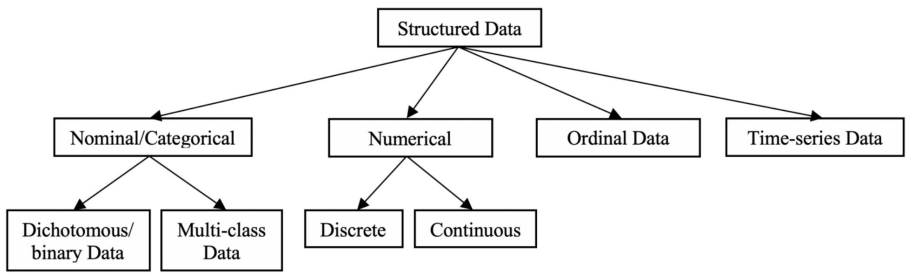 Structured Data
Nominal/Categorical
Numerical
Ordinal Data
Time-series Data
Dichotomous/
binary Data
Multi-class
Data
Discrete
Continuous